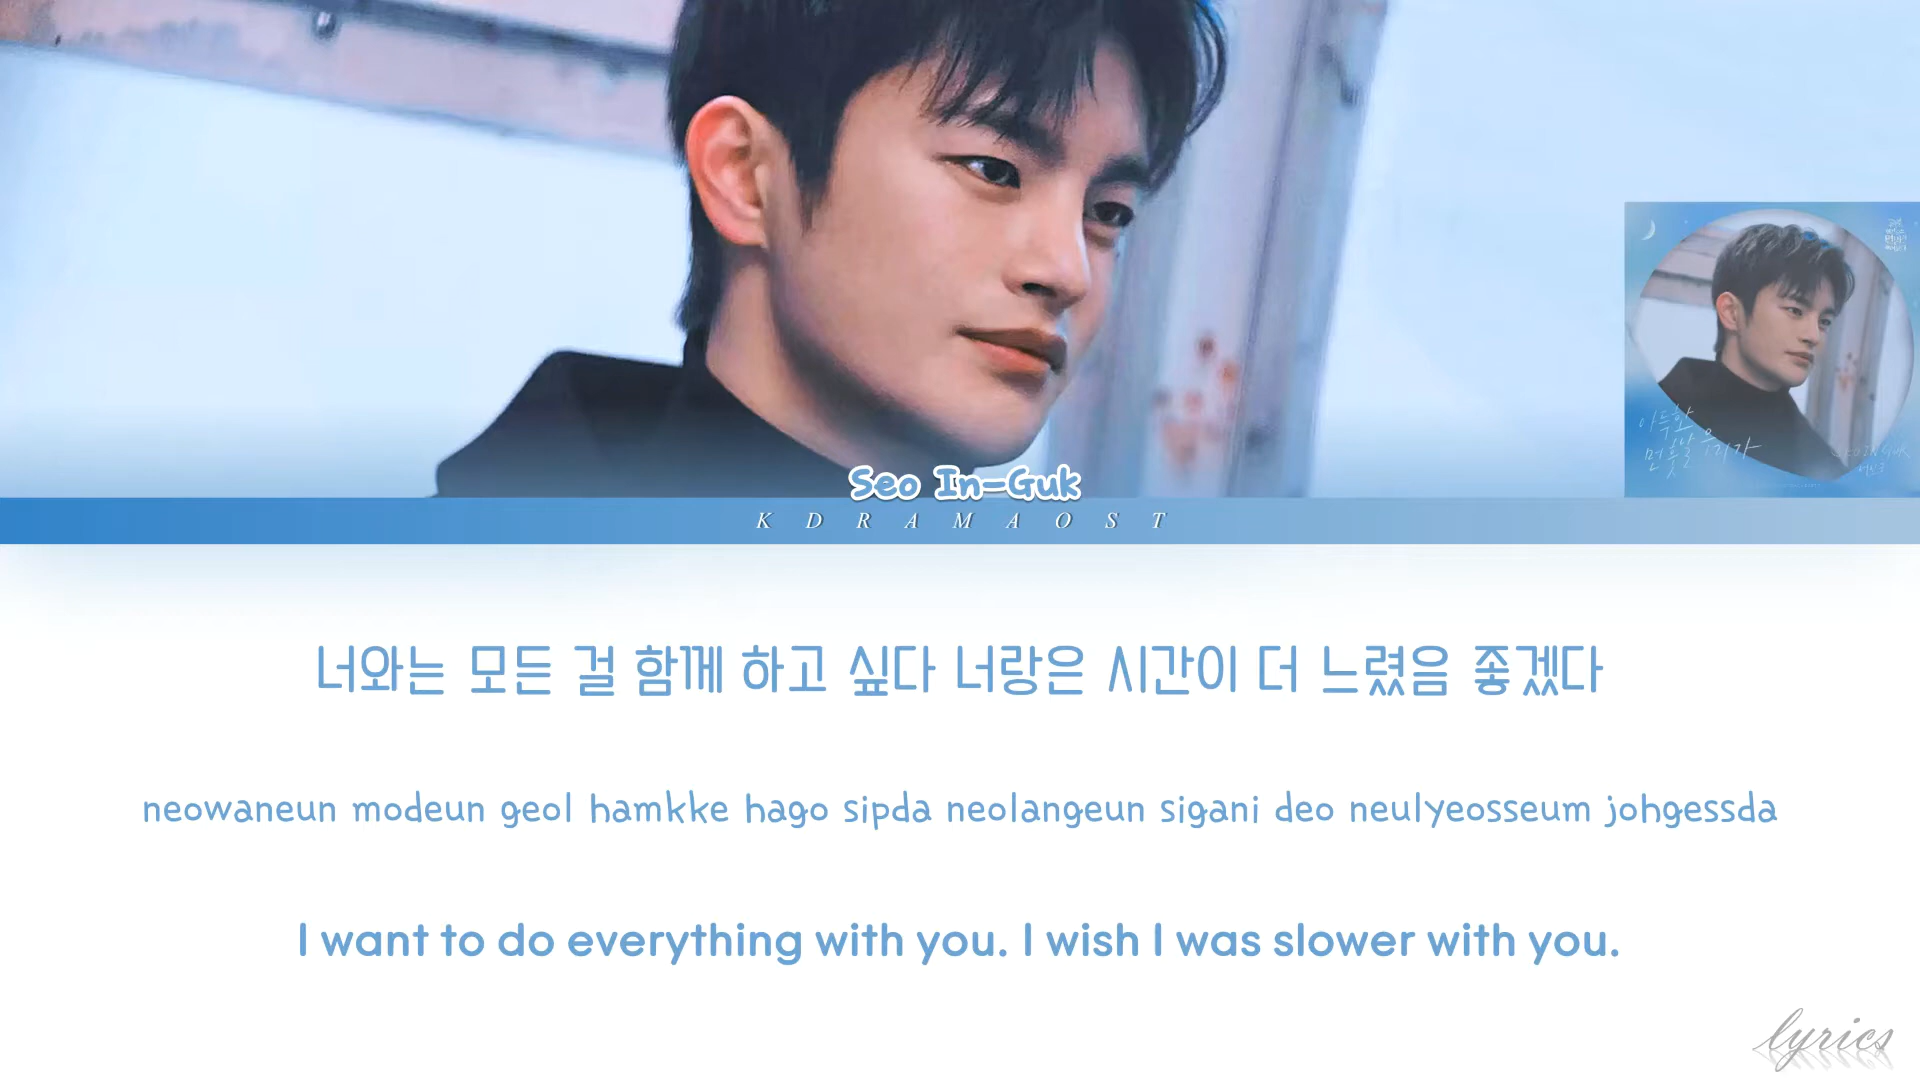 Seo In-Guk
KDRAMAOST
너와는 모든 걸 함께 하고 싶다 너랑은 시간이 더 느렸음 좋겠다
neowaneun modeun geol hamkke hago sipda neolangeun sigani deo neulyeosseum johgessda
I want to do everything with you. I wish I was slower with you.
lyrics